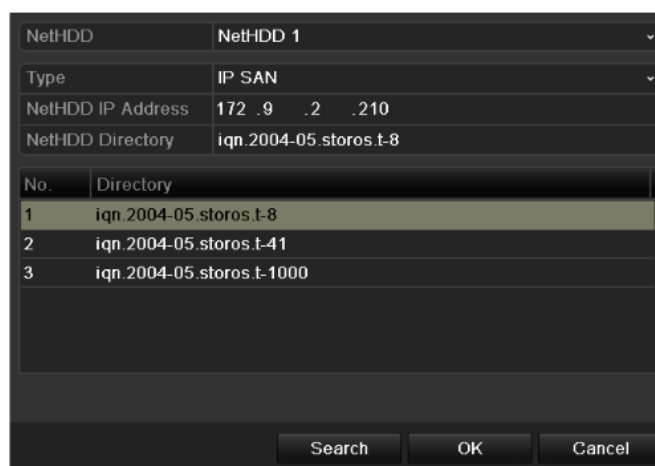 NetHDD NetHDD 1
Type IP SAN
NetHDD IP Address 172 .9 .2 .210
NetHDD Directory iqn.2004-05.storos.t-8
No. Directory
1 iqn.2004-05.storos.t-8
2 iqn.2004-05.storos.t-41
3 iqn.2004-05.storos.t-1000
Search OK Cancel